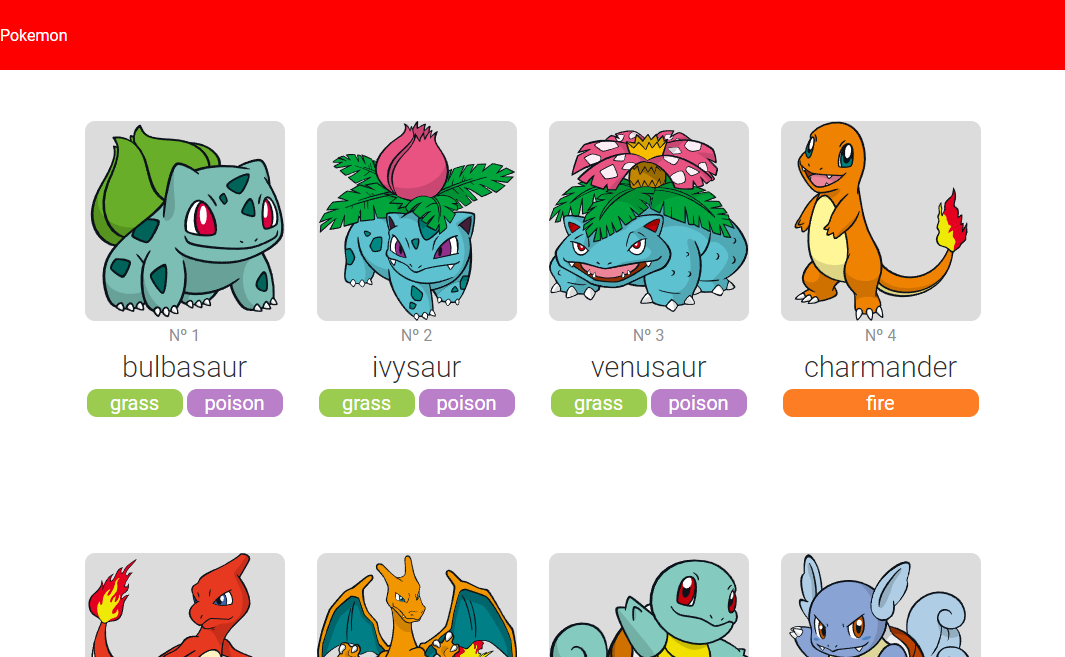 Pokemon
Nº 1
bulbasaur
grass poison
Nº 2
ivysaur
grass poison
Nº 3
venusaur
grass poison
Nº 4
charmander
fire